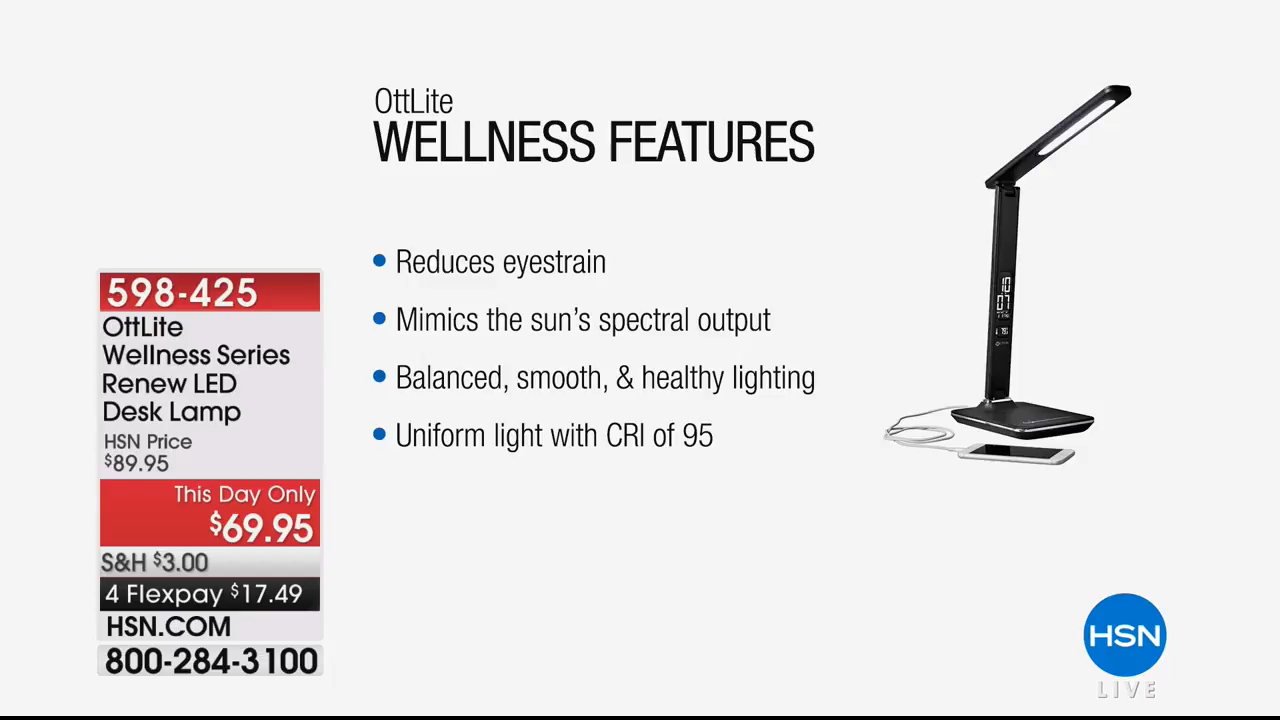 OttLite
WELLNESS FEATURES
• Reduces eyestrain
• Mimics the sun's spectral output
• Balanced, smooth, & healthy lighting
• Uniform light with CRI of 95
598-425
OttLite
Wellness Series
Renew LED
Desk Lamp
HSN Price
$89.95
This Day Only
$69.95
S&H $3.00
4 Flexpay $17.49
HSN.COM
800-284-3100
HSN
LIVE